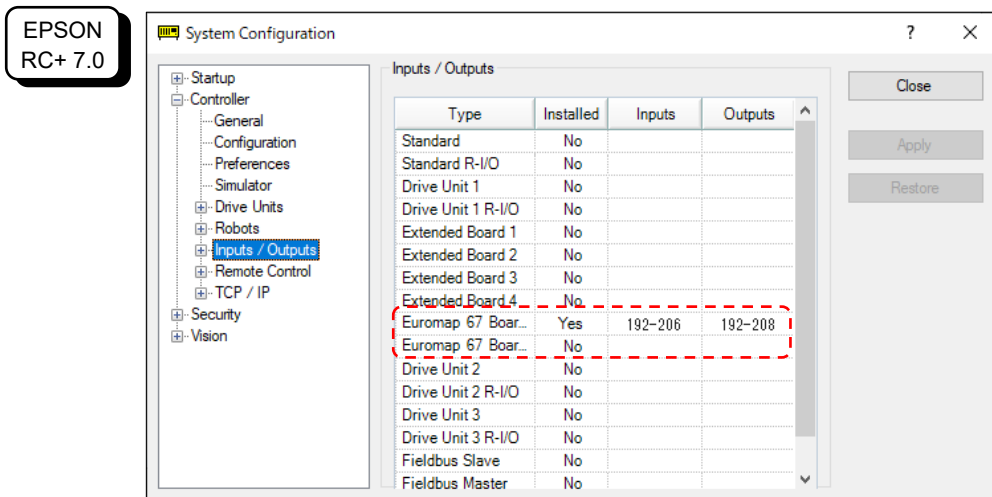 EPSON
RC+ 7.0
System Configuration
?
Startup
Controller
General
Configuration
Preferences
Simulator
Drive Units
Robots
Inputs / Outputs
Remote Control
TCP / IP
Security
Vision
Inputs / Outputs
Type Installed Inputs Outputs
Standard No
Standard R-I/O No
Drive Unit 1 No
Drive Unit 1 R-I/O No
Extended Board 1 No
Extended Board 2 No
Extended Board 3 No
Extended Board 4 No
Euromap 67 Boar... Yes 192-206 192-208
Euromap 67 Boar... No
Drive Unit 2 No
Drive Unit 2 R-I/O No
Drive Unit 3 No
Drive Unit 3 R-I/O No
Fieldbus Slave No
Fieldbus Master No
Close
Apply
Restore